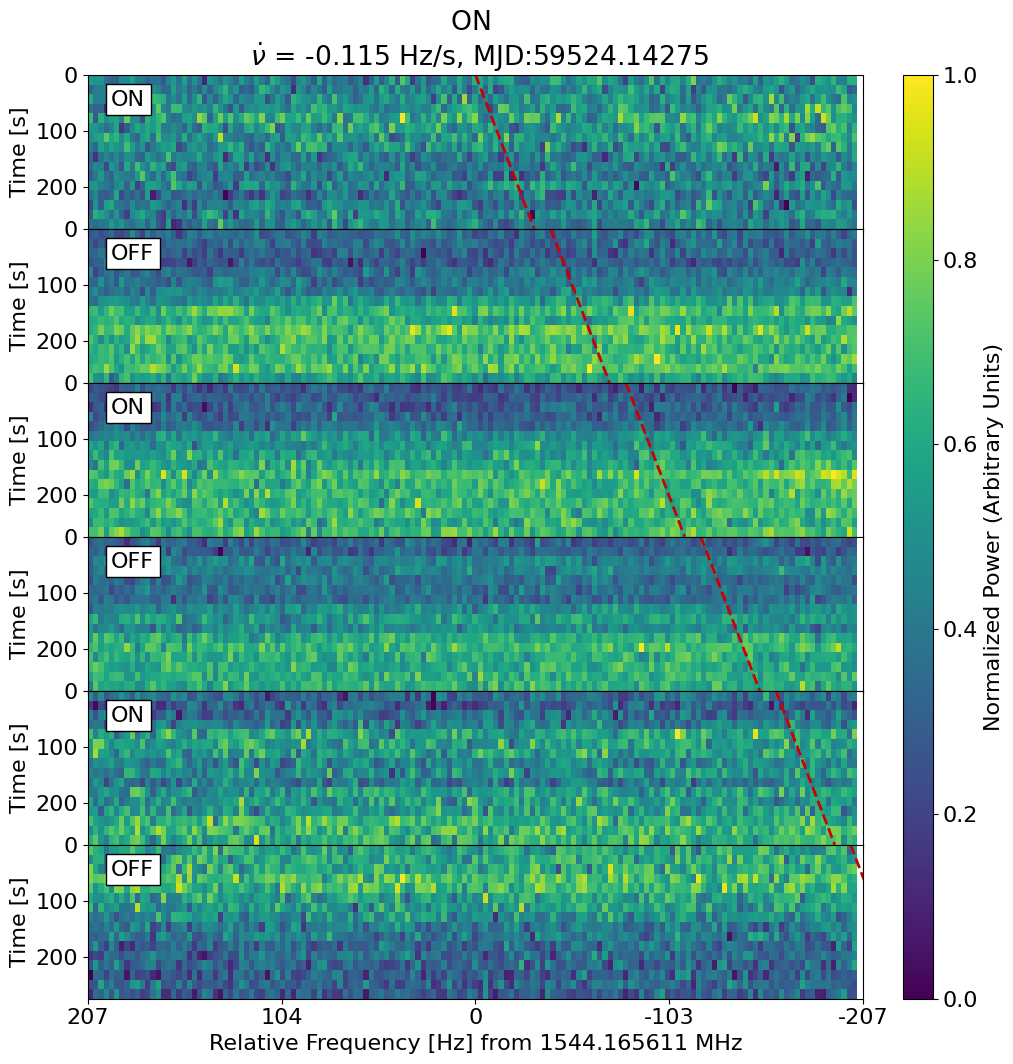 ON
ν̇ = -0.115 Hz/s, MJD:59524.14275
0
100
200
Time [s]
ON
0
100
200
Time [s]
OFF
0
100
200
Time [s]
ON
0
100
200
Time [s]
OFF
0
100
200
Time [s]
ON
0
100
200
Time [s]
OFF
207 104 0 -103 -207
Relative Frequency [Hz] from 1544.165611 MHz
1.0
0.8
0.6
0.4
0.2
0.0
Normalized Power (Arbitrary Units)